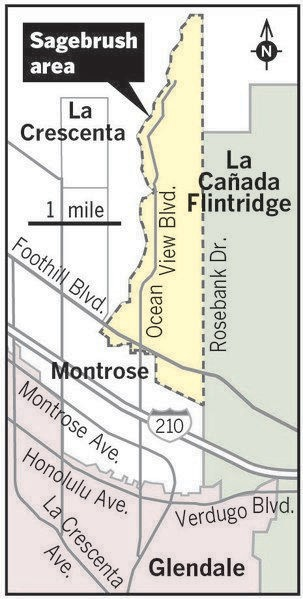 Sagebrush
area
N
La
Crescenta
La
Cañada
Flintridge
1 mile
Foothill Blvd.
Ocean View Blvd.
Rosebank Dr.
Montrose
210
Montrose Ave.
Honolulu Ave.
Verdugo Blvd.
La Crescenta
Ave.
Glendale